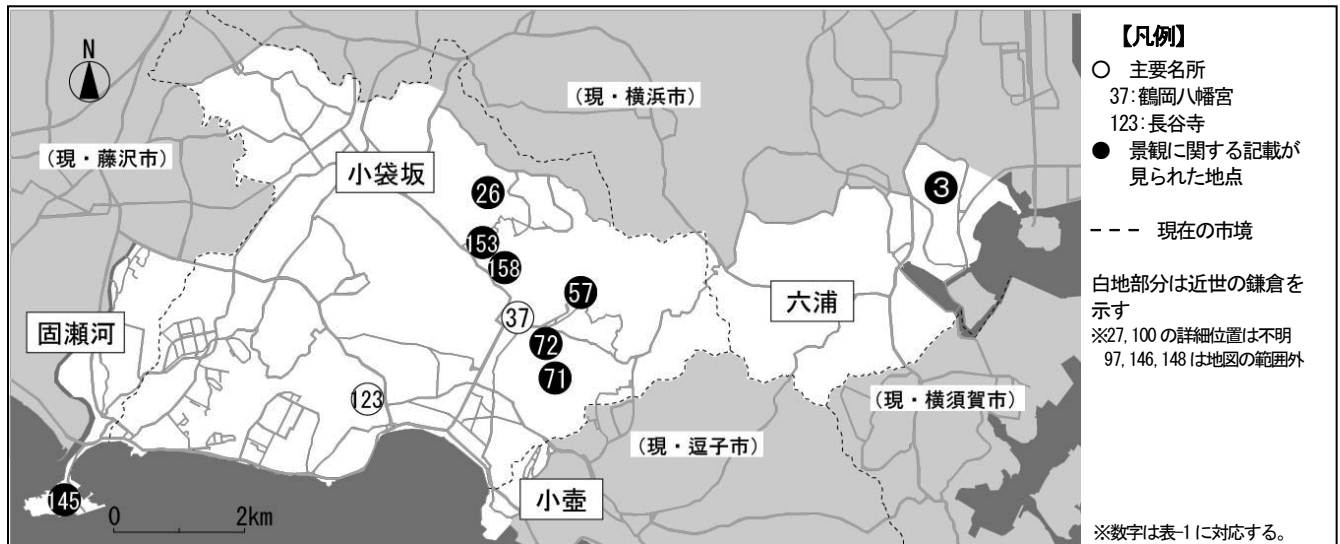 N
(現・横浜市)
(現・藤沢市)
小袋坂
26
3
153
158
57
六浦
37
固瀬河
72
71
123
(現・横須賀市)
(現・逗子市)
小壺
145
0 2km
【凡例】
○ 主要名所
37:鶴岡八幡宮
123:長谷寺
● 景観に関する記載が
見られた地点
--- 現在の市境
白地部分は近世の鎌倉を
示す
※27, 100 の詳細位置は不明
97, 146, 148 は地図の範囲外
※数字は表-1 に対応する。